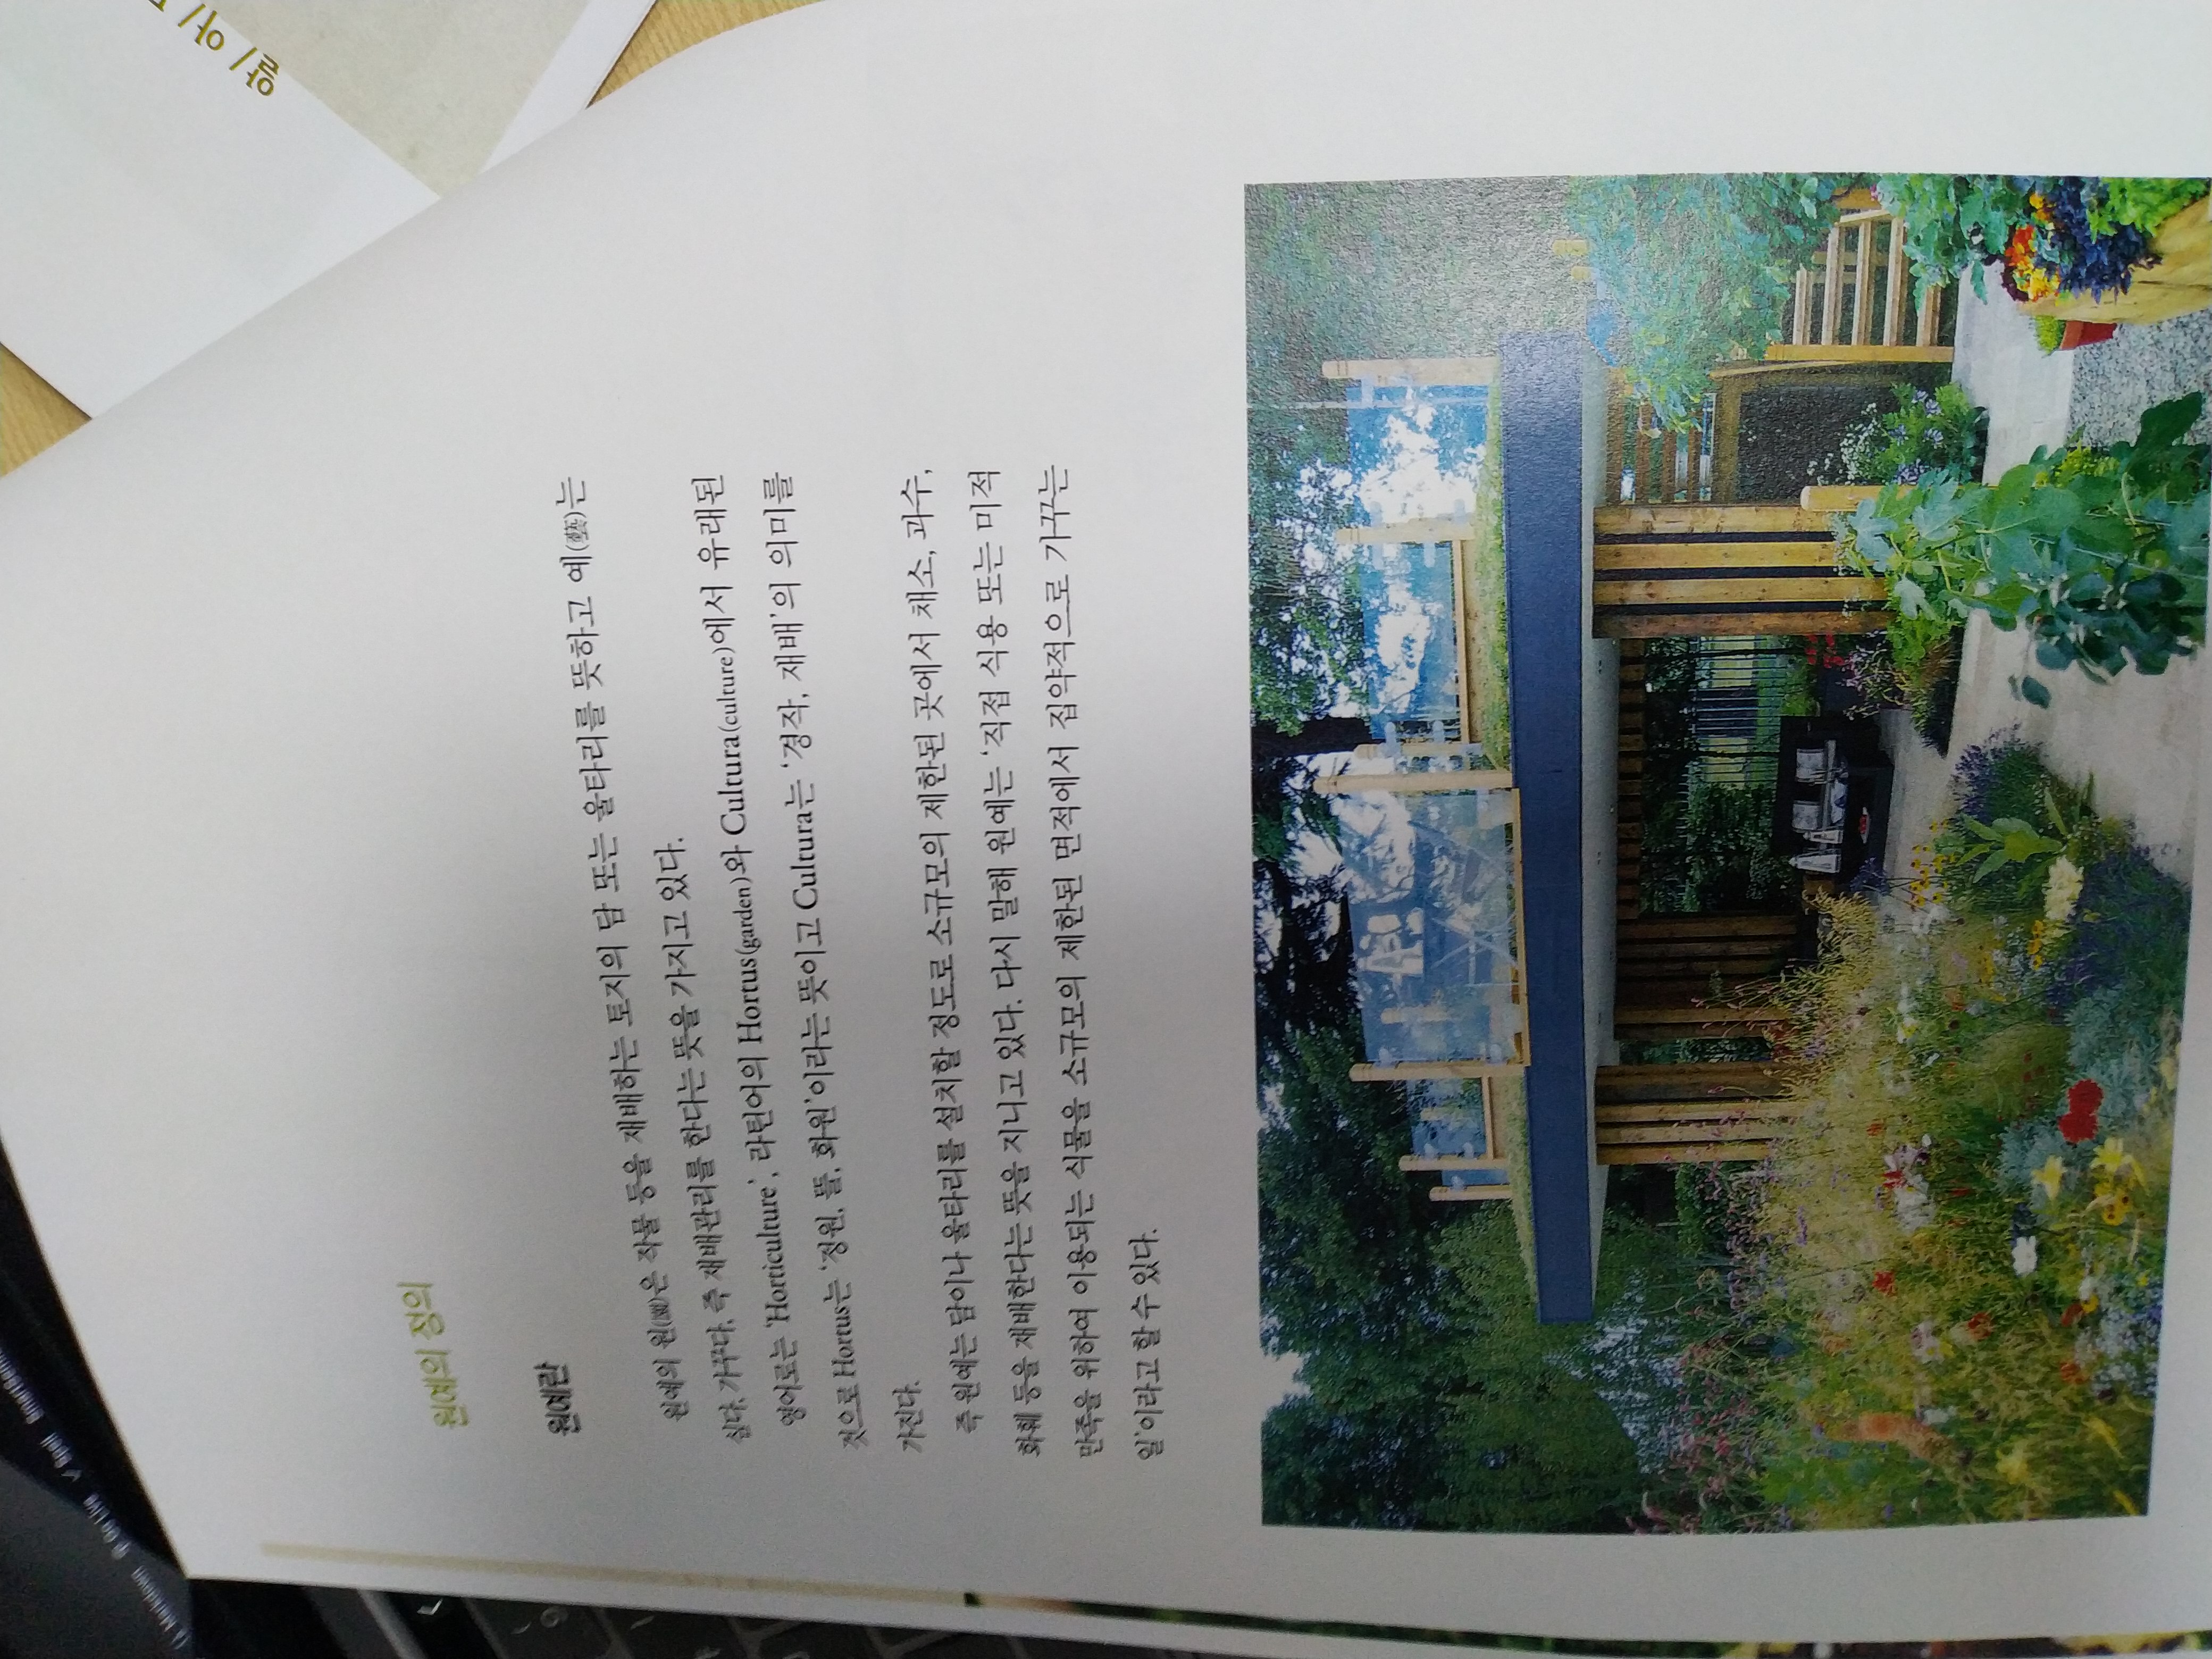 원예의 정의
원예란
원예의 원(園)은 작물 등을 재배하는 토지의 담 또는 울타리를 뜻하고 예(藝)는
심다, 가꾸다, 즉 재배관리를 한다는 뜻을 가지고 있다.
영어로는 ‘Horticulture’, 라틴어의 Hortus(garden)와 Cultura(culture)에서 유래된
것으로 Hortus는 ‘정원, 뜰, 화원’이라는 뜻이고 Cultura는 ‘경작, 재배’의 의미를
가진다.
즉 원예는 담이나 울타리를 설치할 정도로 소규모의 제한된 곳에서 채소, 과수,
화훼 등을 재배한다는 뜻을 지니고 있다. 다시 말해 원예는 ‘직접 식용 또는 미적
만족을 위하여 이용되는 식물을 소규모의 제한된 면적에서 집약적으로 가꾸는
일’이라고 할 수 있다.
알/ 아/